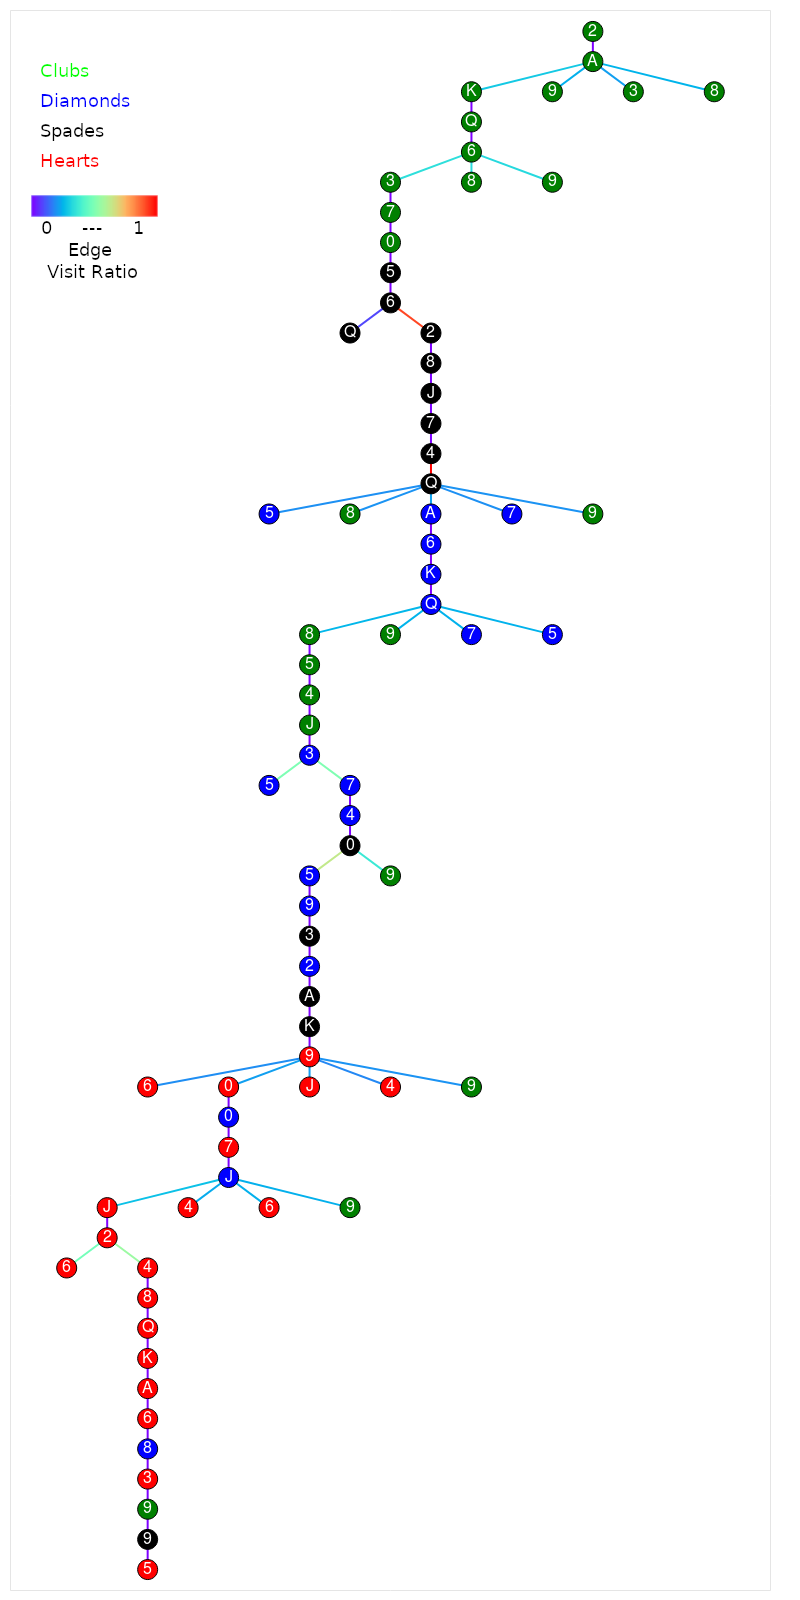 2
A
Clubs
K 9 3 8
Diamonds
Q
Spades
6
Hearts
3 8 9
7
0 --- 1
0
Edge
Visit Ratio
5
6
Q 2
8
J
7
4
Q
5 8 A 7 9
6
K
Q
8 9 7 5
5
4
J
3
5 7
4
0
5 9
9
3
2
A
K
9
6 0 J 4 9
0
7
J
J 4 6 9
2
6 4
8
Q
K
A
6
8
3
9
9
5